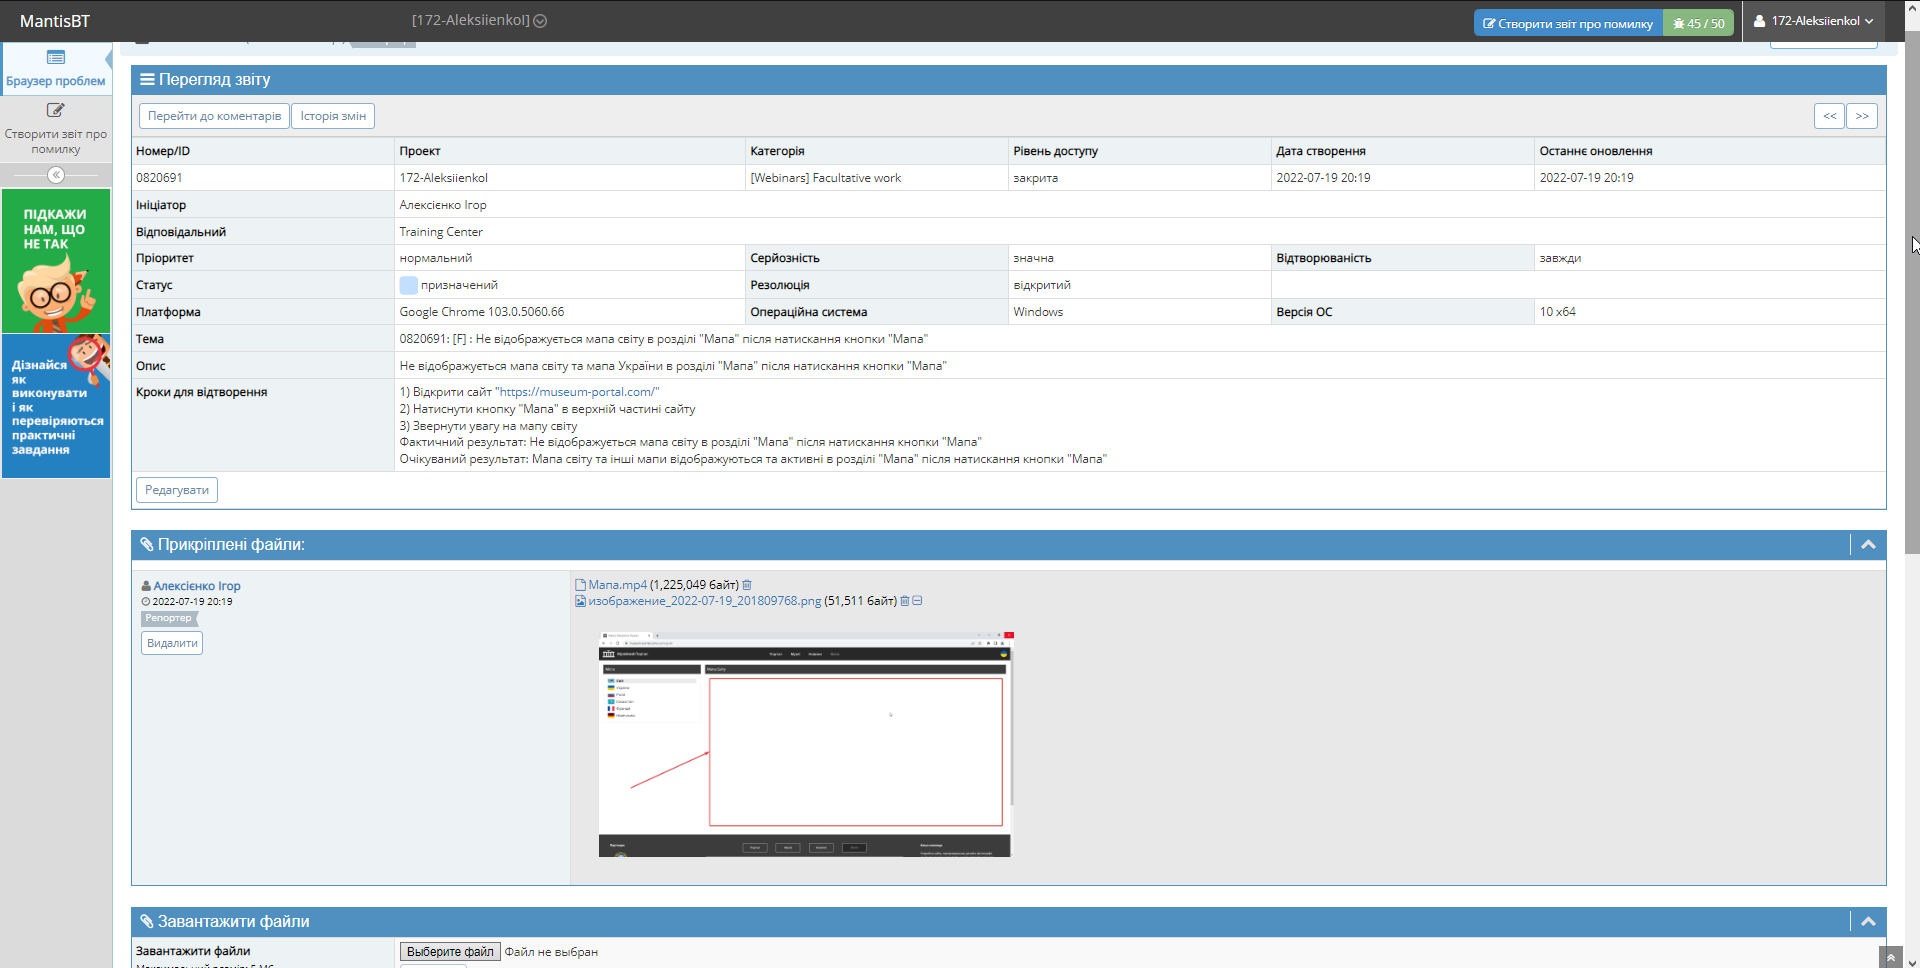 MantisBT
[172-Aleksiienkol]
Створити звіт про помилку
45 / 50
172-Aleksiienkol
Браузер проблем
Створити звіт про
помилку
ПІДКАЖИ
НАМ, ЩО
НЕ ТАК
Дізнайся
як
виконувати
і як
перевіряються
практичні
завдання
Перегляд звіту
Перейти до коментарів
Історія змін
<<
>>
Номер/ID Проект Категорія Рівень доступу Дата створення Останнє оновлення
0820691 172-Aleksiienkol [Webinars] Facultative work закрита 2022-07-19 20:19 2022-07-19 20:19
Ініціатор Алексієнко Ігор
Відповідальний Training Center
Пріоритет нормальний Серйозність значна Відтворюваність завжди
Статус призначений Резолюція відкритий
Платформа Google Chrome 103.0.5060.66 Операційна система Windows Версія ОС 10 x64
Тема 0820691: [F] : Не відображується мапа світу в розділі "Мапа" після натискання кнопки "Мапа"
Опис Не відображується мапа світу та мапа України в розділі "Мапа" після натискання кнопки "Мапа"
Кроки для відтворення 1) Відкрити сайт "https://museum-portal.com/"
2) Натиснути кнопку "Мапа" в верхній частині сайту
3) Звернути увагу на мапу світу
Фактичний результат: Не відображується мапа світу в розділі "Мапа" після натискання кнопки "Мапа"
Очікуваний результат: Мапа світу та інші мапи відображуються та активні в розділі "Мапа" після натискання кнопки "Мапа"
Редагувати
Прикріплені файли:
Алексієнко Ігор
2022-07-19 20:19
Репортер
Видалити
Мапа.mp4 (1,225,049 байт)
изображение_2022-07-19_201809768.png (51,511 байт)
Завантажити файли
Завантажити файли
Выберите файл Файл не выбран